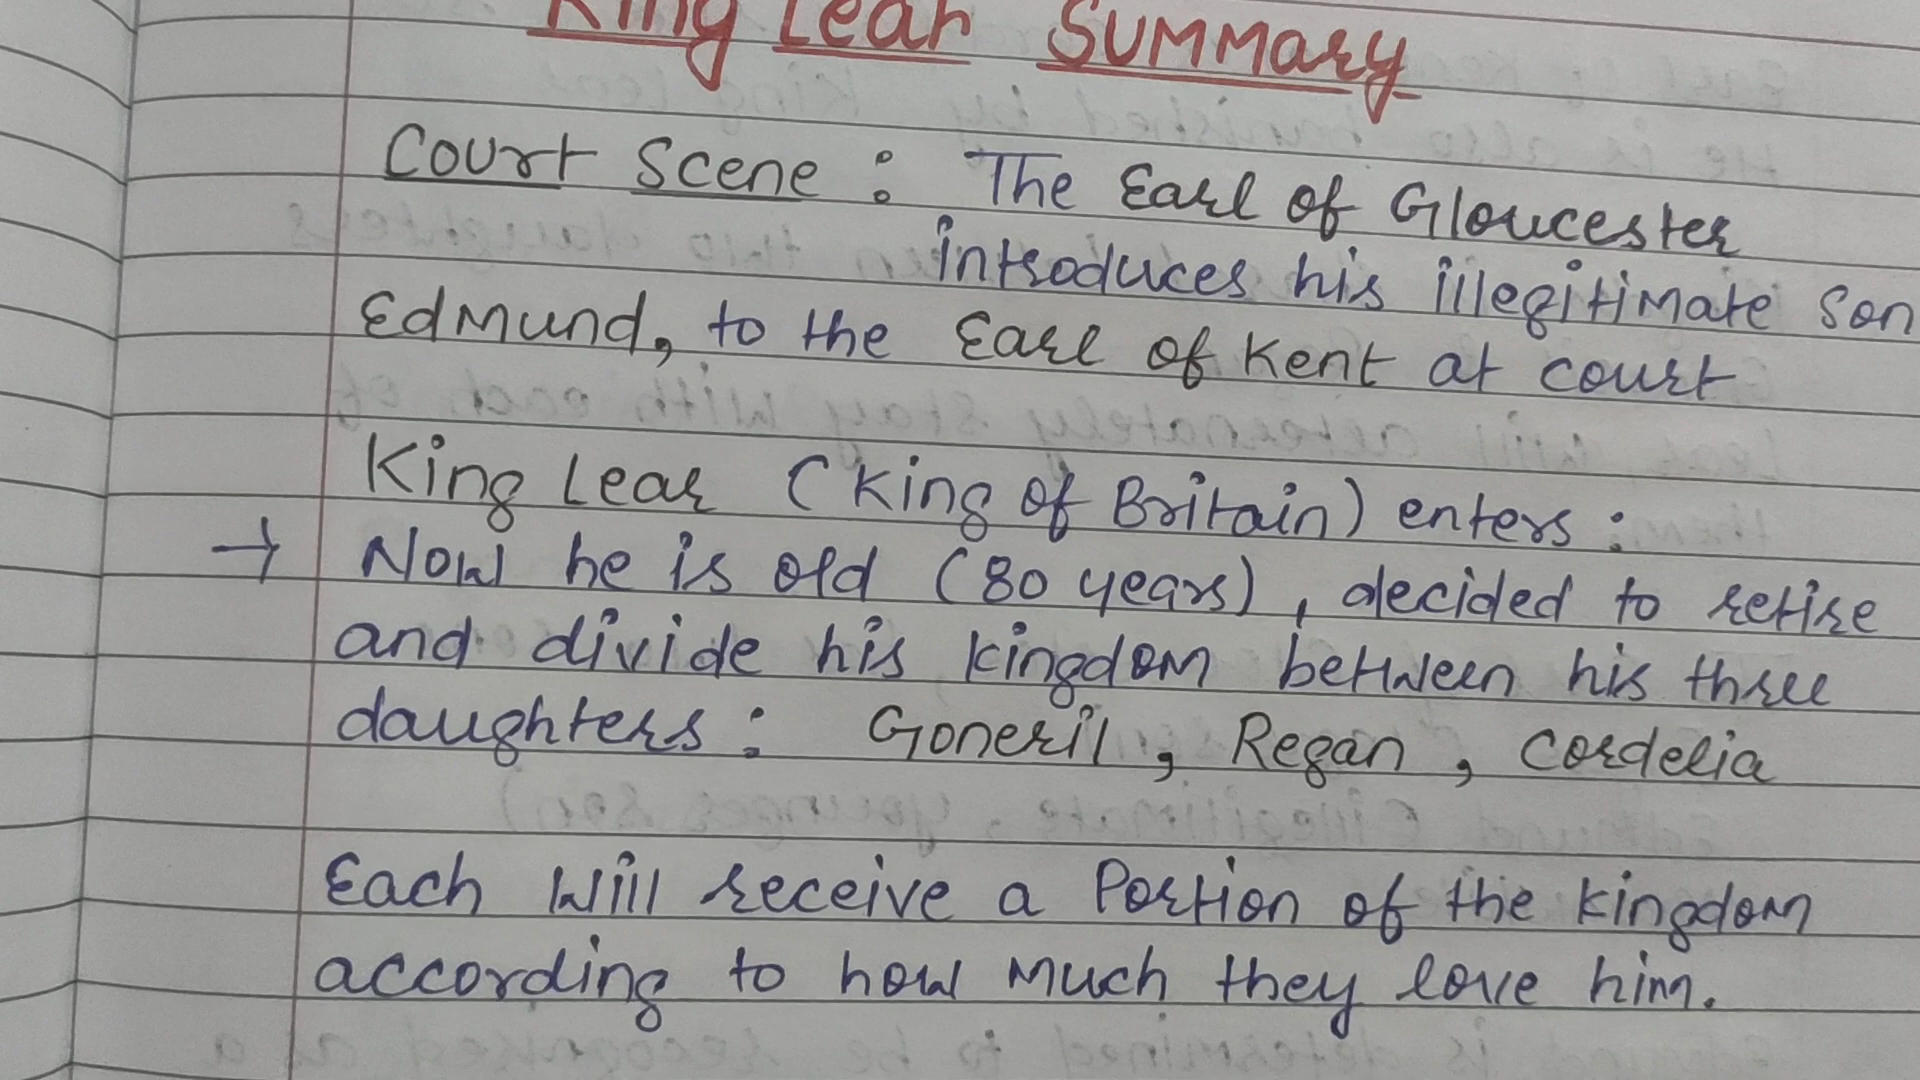 King Lear Summary
Court Scene : The Earl of Gloucester
introduces his illegitimate son
Edmund, to the Earl of Kent at court
King Lear (King of Britain) enters :
→ Now he is old (80 years), decided to retire
and divide his kingdom between his three
daughters : Goneril, Regan, Cordelia
Each will receive a Portion of the kingdom
according to how much they love him.